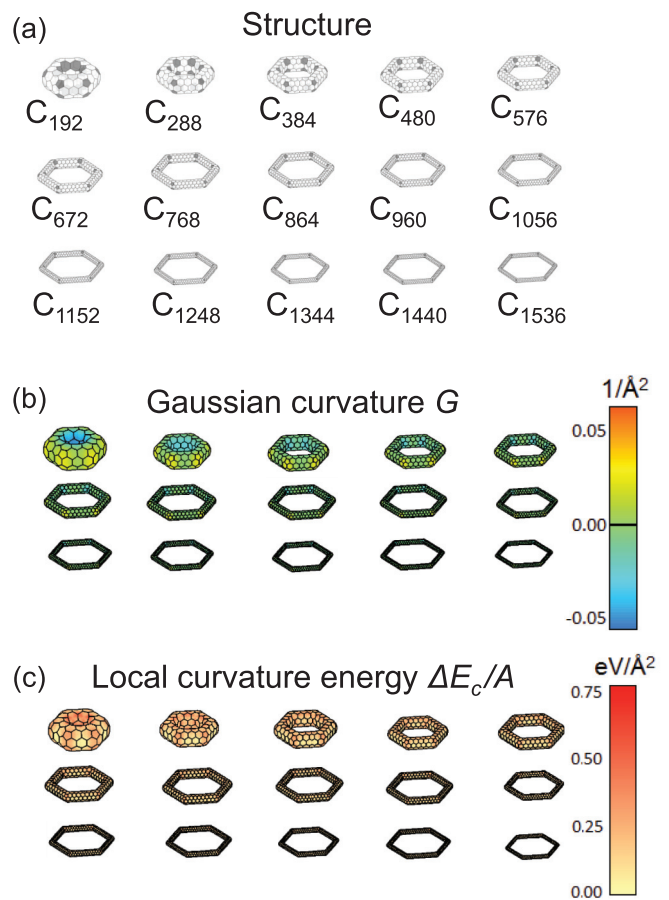 (a) Structure
C₁₉₂ C₂₈₈ C₃₈₄ C₄₈₀ C₅₇₆
C₆₇₂ C₇₆₈ C₈₆₄ C₉₆₀ C₁₀₅₆
C₁₁₅₂ C₁₂₄₈ C₁₃₄₄ C₁₄₄₀ C₁₅₃₆
(b) Gaussian curvature G
1/Å²
0.05
0.00
-0.05
(c) Local curvature energy ΔE_c/A
eV/Å²
0.75
0.50
0.25
0.00